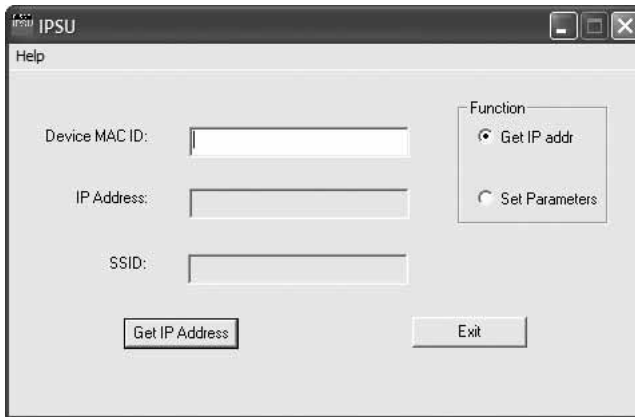 IPSU
Help
Function
Device MAC ID:
Get IP addr
IP Address:
Set Parameters
SSID:
Get IP Address
Exit